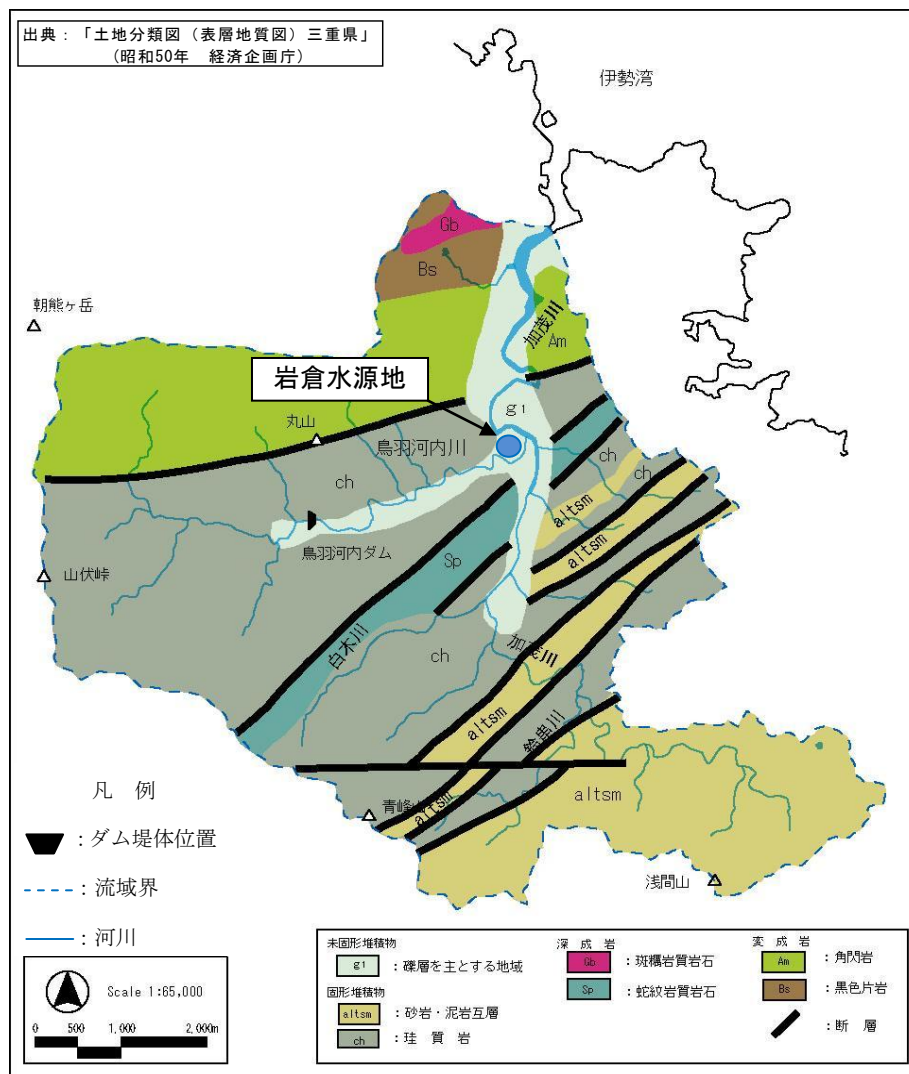 出典：「土地分類図（表層地質図）三重県」
（昭和50年　経済企画庁）
伊勢湾
Gb
Bs
朝熊ヶ岳
加茂川
Am
岩倉水源地
g1
丸山
鳥羽河内川
ch
ch
ch
altsm
鳥羽河内ダム
altsm
Sp
山伏峠
白木川
ch
加茂川
altsm
鈴串川
altsm
altsm
青峰
浅間山
凡　例
：ダム堤体位置
：流域界
：河川
Scale 1:65,000
0 500 1,000 2,000m
未固形堆積物
g1 ：礫層を主とする地域
固形堆積物
altsm ：砂岩・泥岩互層
ch ：珪　質　岩
深　成　岩
Gb ：斑糲岩質岩石
Sp ：蛇紋岩質岩石
変　成　岩
Am ：角閃岩
Bs ：黒色片岩
：断　層